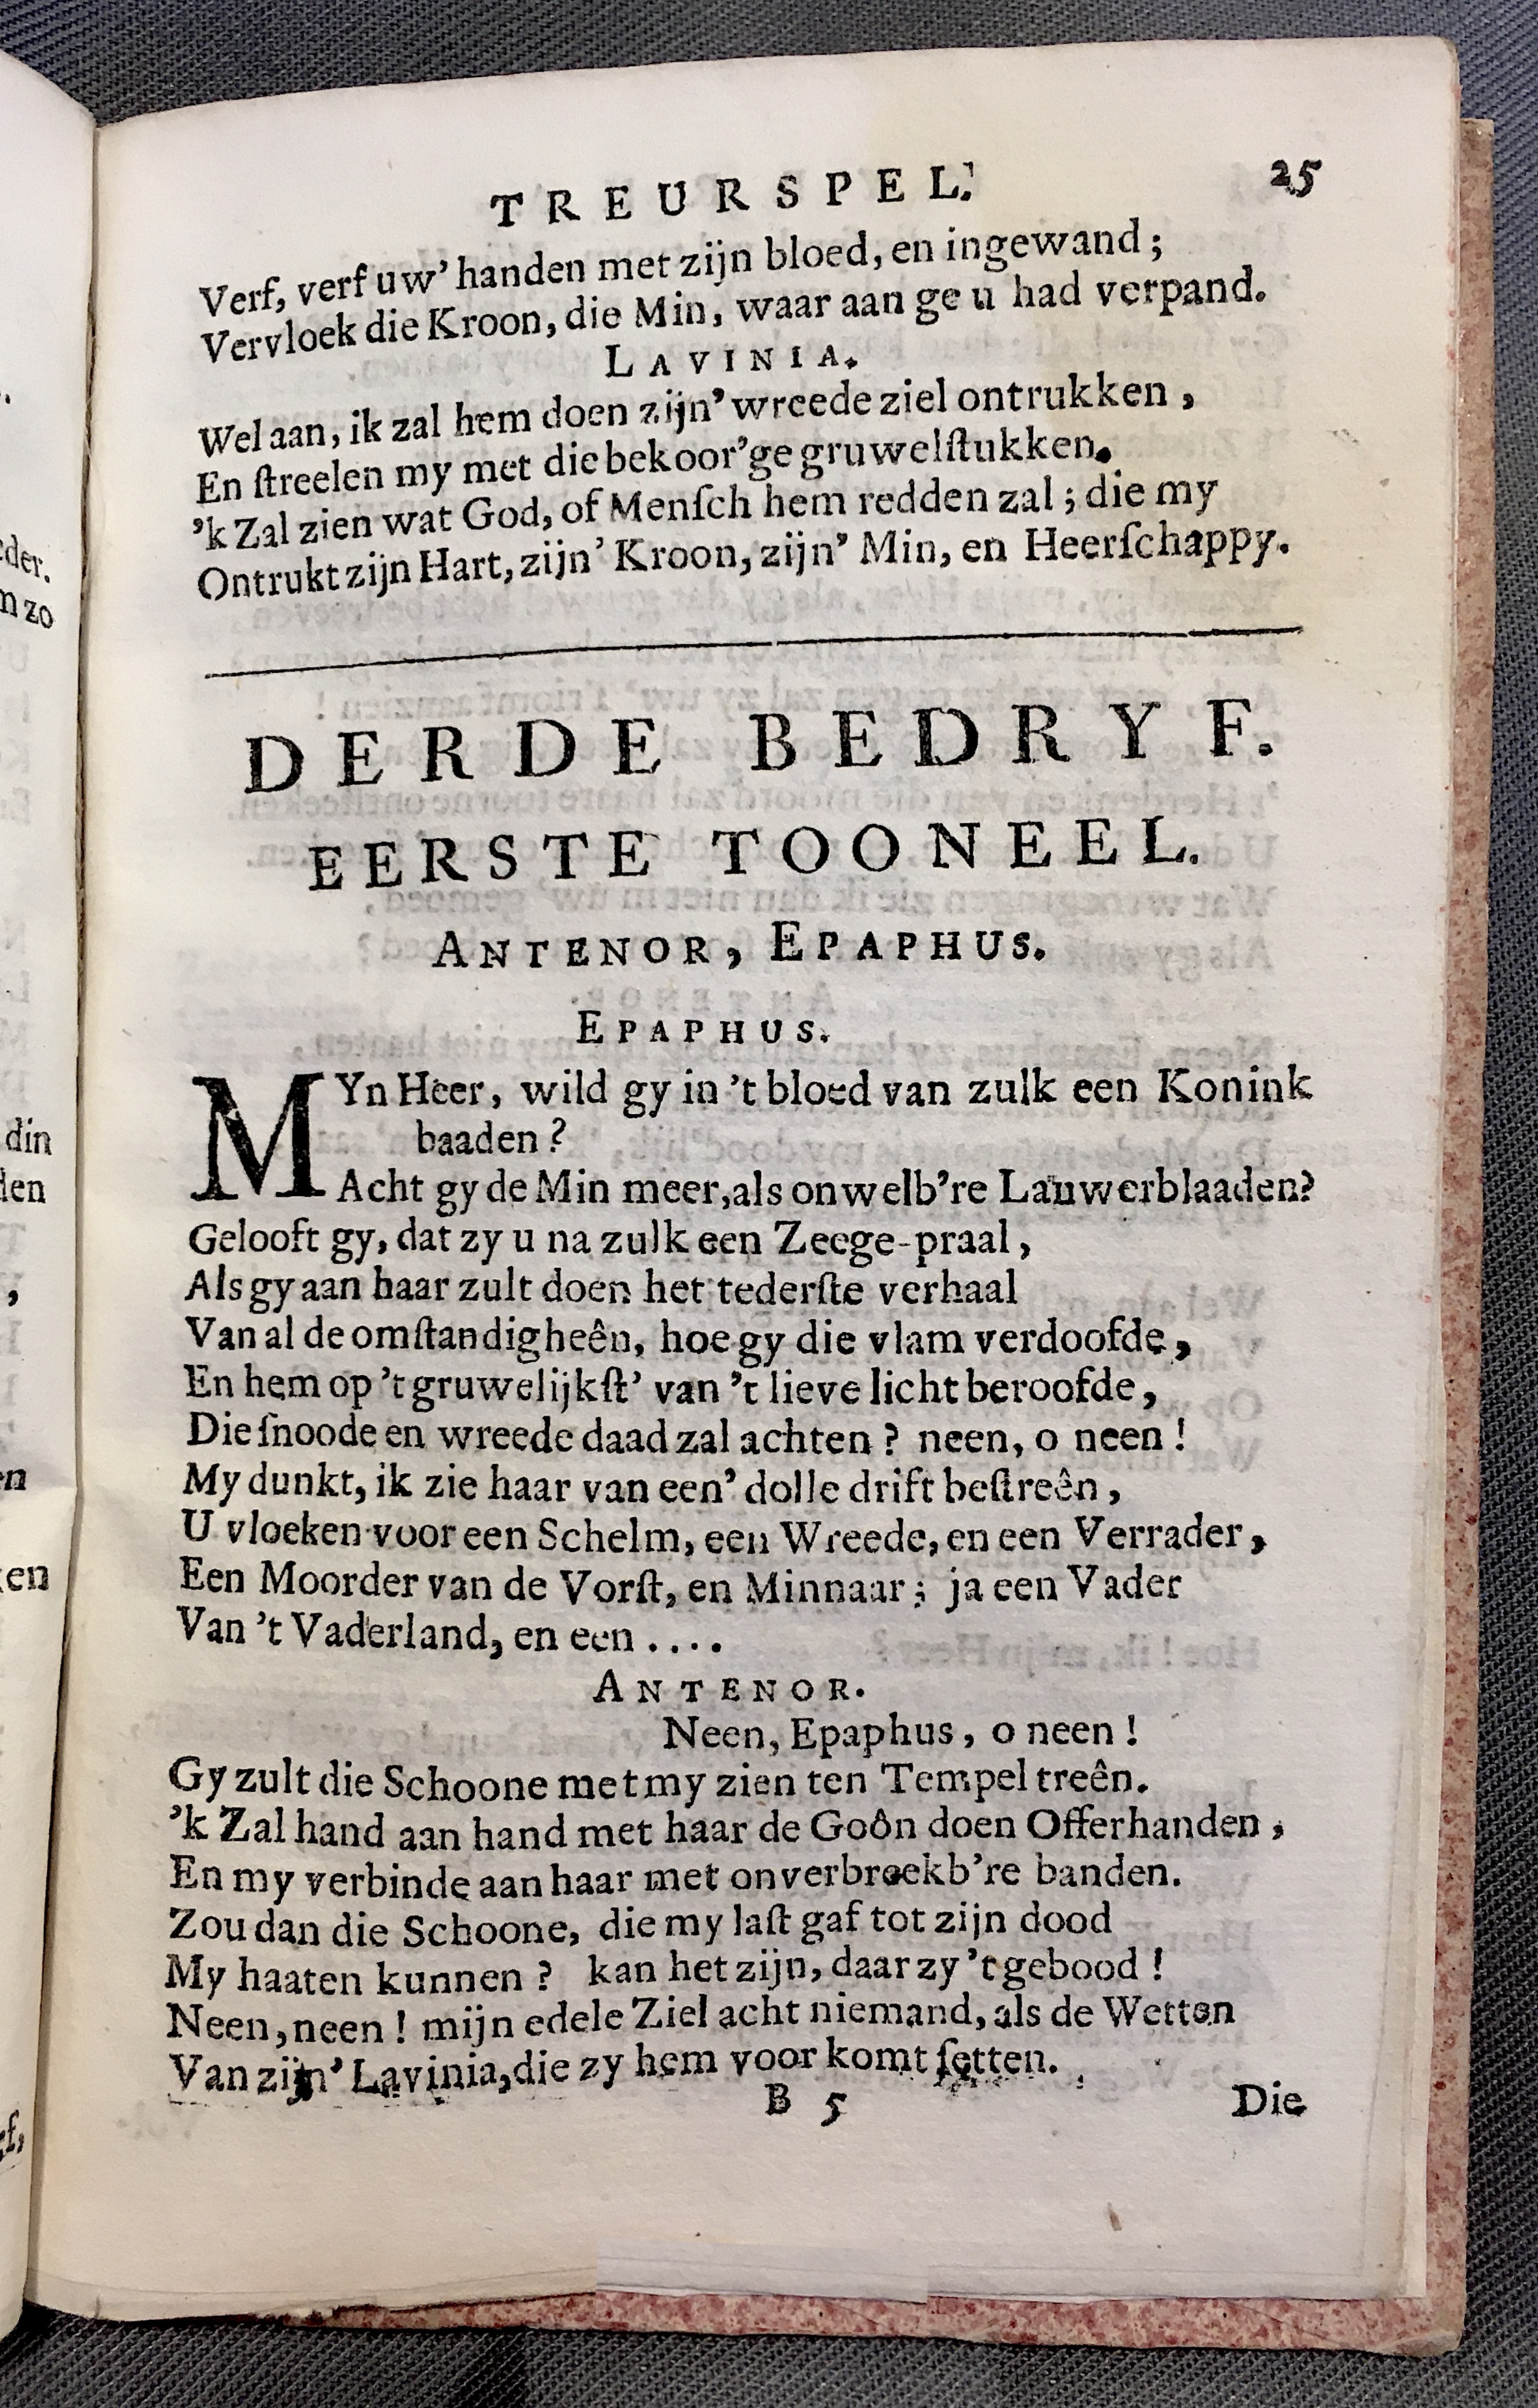 TREURSPEL. 25
Verf, verf uw' handen met zijn bloed, en ingewand;
Vervloek die Kroon, die Min, waar aan ge u had verpand.
LAVINIA.
Wel aan, ik zal hem doen zijn' wreede ziel ontrukken,
En ſtreelen my met die bekoor'ge gruwelſtukken.
'k Zal zien wat God, of Menſch hem redden zal; die my
Ontrukt zijn Hart, zijn' Kroon, zijn' Min, en Heerſchappy.
DERDE BEDRYF.
EERSTE TOONEEL.
ANTENOR, EPAPHUS.
EPAPHUS.
MYn Heer, wild gy in 't bloed van zulk een Konink
baaden?
Acht gy de Min meer, als onwelb're Lauwerblaaden?
Gelooft gy, dat zy u na zulk een Zeege-praal,
Als gy aan haar zult doen het tederſte verhaal
Van al de omſtandigheên, hoe gy die vlam verdoofde,
En hem op 't gruwelijkſt' van 't lieve licht beroofde,
Die ſnoode en wreede daad zal achten? neen, o neen!
My dunkt, ik zie haar van een' dolle drift beſtreên,
U vloeken voor een Schelm, een Wreede, en een Verrader,
Een Moorder van de Vorſt, en Minnaar; ja een Vader
Van 't Vaderland, en een ....
ANTENOR.
Neen, Epaphus, o neen!
Gy zult die Schoone met my zien ten Tempel treên.
'k Zal hand aan hand met haar de Goôn doen Offerhanden,
En my verbinde aan haar met onverbreekb're banden.
Zou dan die Schoone, die my laſt gaf tot zijn dood
My haaten kunnen? kan het zijn, daar zy 't gebood!
Neen, neen! mijn edele Ziel acht niemand, als de Wetten
Van zijn' Lavinia, die zy hem voor komt ſetten.
B 5 Die
eder.
n zo
din
den
,
en
ken
ef,